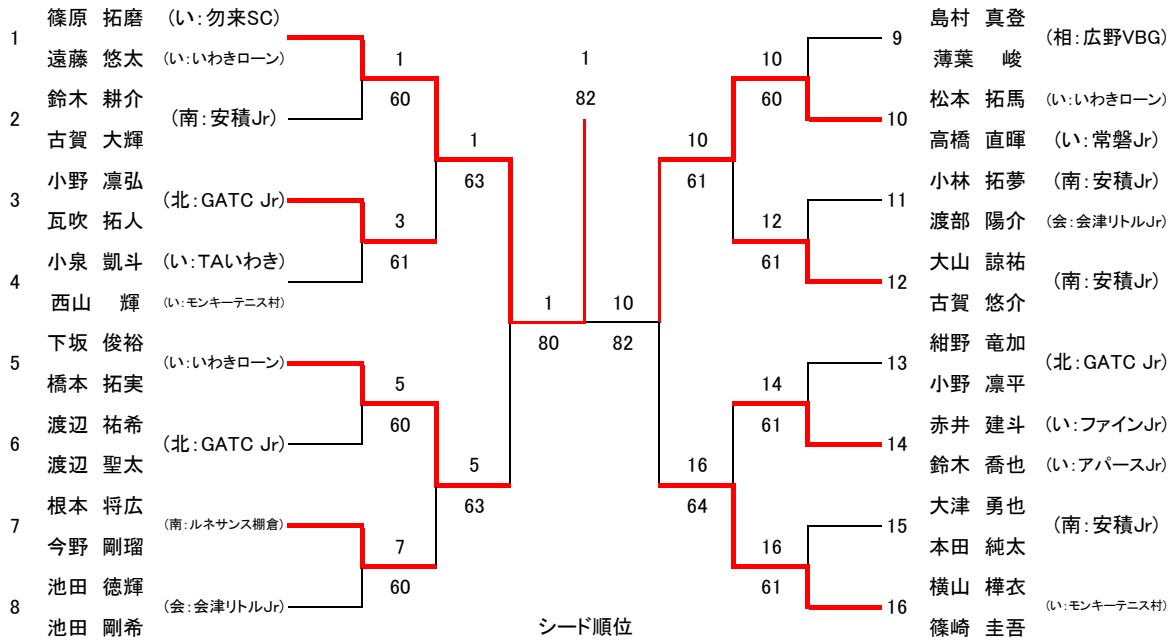 篠原 拓磨 (い:勿来SC)
1
遠藤 悠太 (い:いわきローン)
鈴木 耕介
2 (南:安積Jr)
古賀 大輝
小野 凛弘
3 (北:GATC Jr)
瓦吹 拓人
小泉 凱斗 (い:TAいわき)
4
西山 輝 (い:モンキーテニス村)
下坂 俊裕
5 (い:いわきローン)
橋本 拓実
渡辺 祐希
6 (北:GATC Jr)
渡辺 聖太
根本 将広
7 (南:ルネサンス棚倉)
今野 剛瑠
池田 徳輝
8 (会:会津リトルJr)
池田 剛希
1
60
3
61
5
60
7
60
1
63
5
63
1
80
1
82
10
82
10
61
16
64
10
60
12
61
14
61
16
61
島村 真登
9 (相:広野VBG)
薄葉 峻
松本 拓馬 (い:いわきローン)
10
高橋 直暉 (い:常磐Jr)
小林 拓夢 (南:安積Jr)
11
渡部 陽介 (会:会津リトルJr)
大山 諒祐
12 (南:安積Jr)
古賀 悠介
紺野 竜加
13 (北:GATC Jr)
小野 凛平
赤井 建斗 (い:ファインJr)
14
鈴木 喬也 (い:アパースJr)
大津 勇也
15 (南:安積Jr)
本田 純太
横山 樺衣
16 (い:モンキーテニス村)
篠崎 圭吾
シード順位